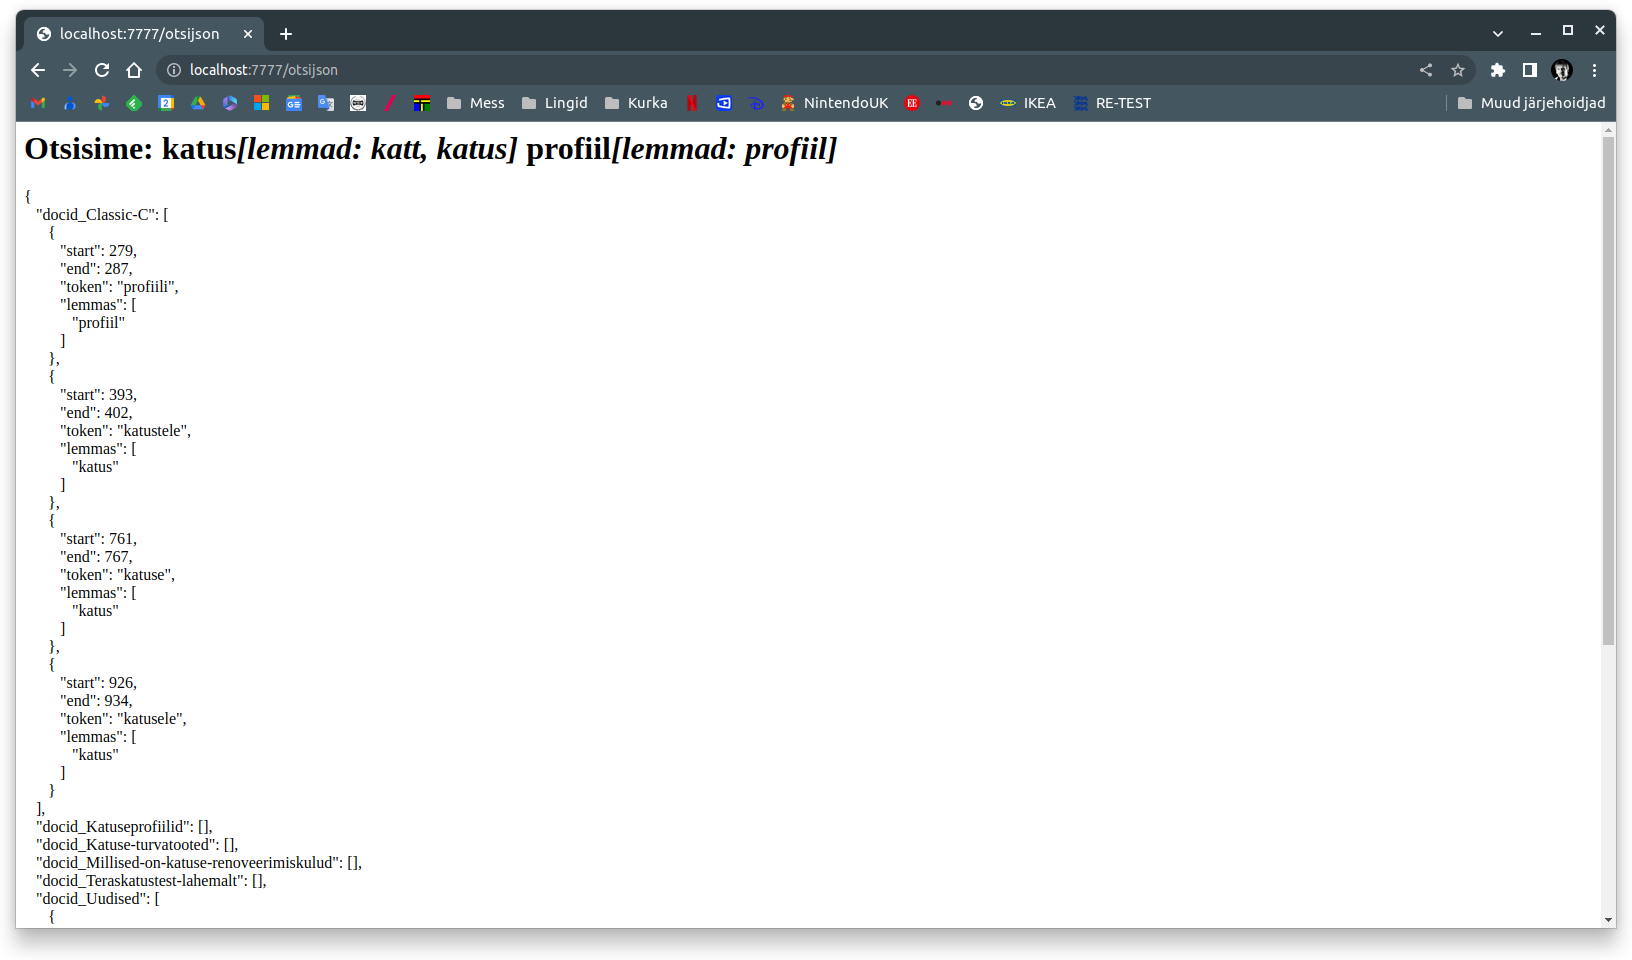 localhost:7777/otsijson
localhost:7777/otsijson
Mess Lingid Kurka NintendoUK IKEA RE-TEST Muud järjehoidjad
Otsisime: katus[lemmad: katt, katus] profiil[lemmad: profiil]
{
"docid_Classic-C": [
{
"start": 279,
"end": 287,
"token": "profiili",
"lemmas": [
"profiil"
]
},
{
"start": 393,
"end": 402,
"token": "katustele",
"lemmas": [
"katus"
]
},
{
"start": 761,
"end": 767,
"token": "katuse",
"lemmas": [
"katus"
]
},
{
"start": 926,
"end": 934,
"token": "katusele",
"lemmas": [
"katus"
]
}
],
"docid_Katuseprofiilid": [],
"docid_Katuse-turvatooted": [],
"docid_Millised-on-katuse-renoveerimiskulud": [],
"docid_Teraskatustest-lahemalt": [],
"docid_Uudised": [
{